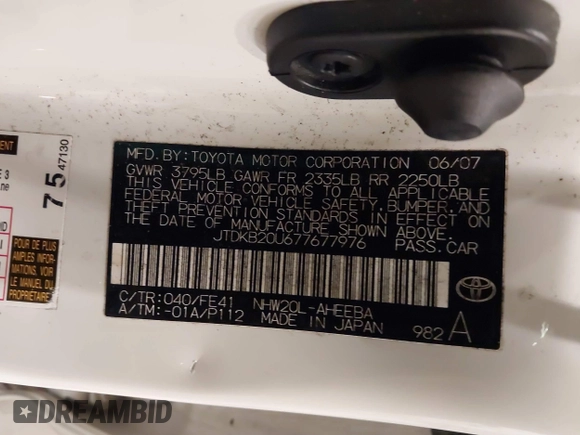 MFD. BY: TOYOTA MOTOR CORPORATION 06/07
GVWR 3795LB GAWR FR 2335LB RR 2250LB
THIS VEHICLE CONFORMS TO ALL APPLICABLE
FEDERAL MOTOR VEHICLE SAFETY, BUMPER, AND
THEFT PREVENTION STANDARDS IN EFFECT ON THE
DATE OF MANUFACTURE SHOWN ABOVE.
JTDKB20U677677976 PASS.CAR
C/TR: 040/FE41 NHW20L-AHEEBA
A/TM: -01A/P112 MADE IN JAPAN
982 A
75 47130
POUR PLUS
AMPLES INFOR-
MATIONS, VOIR
LE MANUEL DU
PROPRIÉTAIRE
DREAMBID